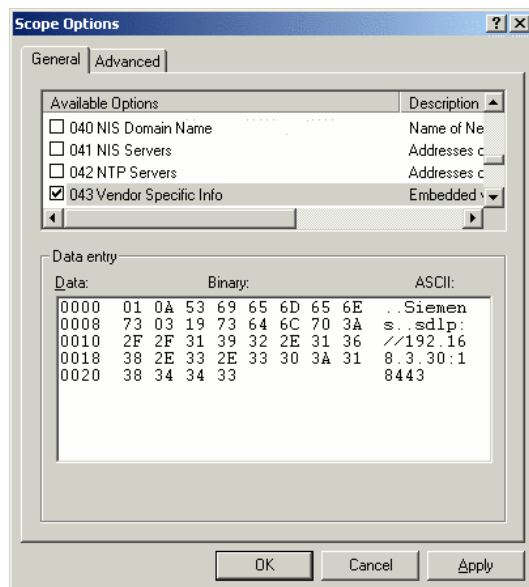 Scope Options
General Advanced
Available Options Description
040 NIS Domain Name Name of Ne
041 NIS Servers Addresses c
042 NTP Servers Addresses c
043 Vendor Specific Info Embedded v
Data entry
Data: Binary: ASCII:
0000 01 0A 53 69 65 6D 65 6E ..Siemen
0008 73 03 19 73 64 6C 70 3A s..sdlp:
0010 2F 2F 31 39 32 2E 31 36 //192.16
0018 38 2E 33 2E 33 30 3A 31 8.3.30:1
0020 38 34 34 33 8443
OK Cancel Apply